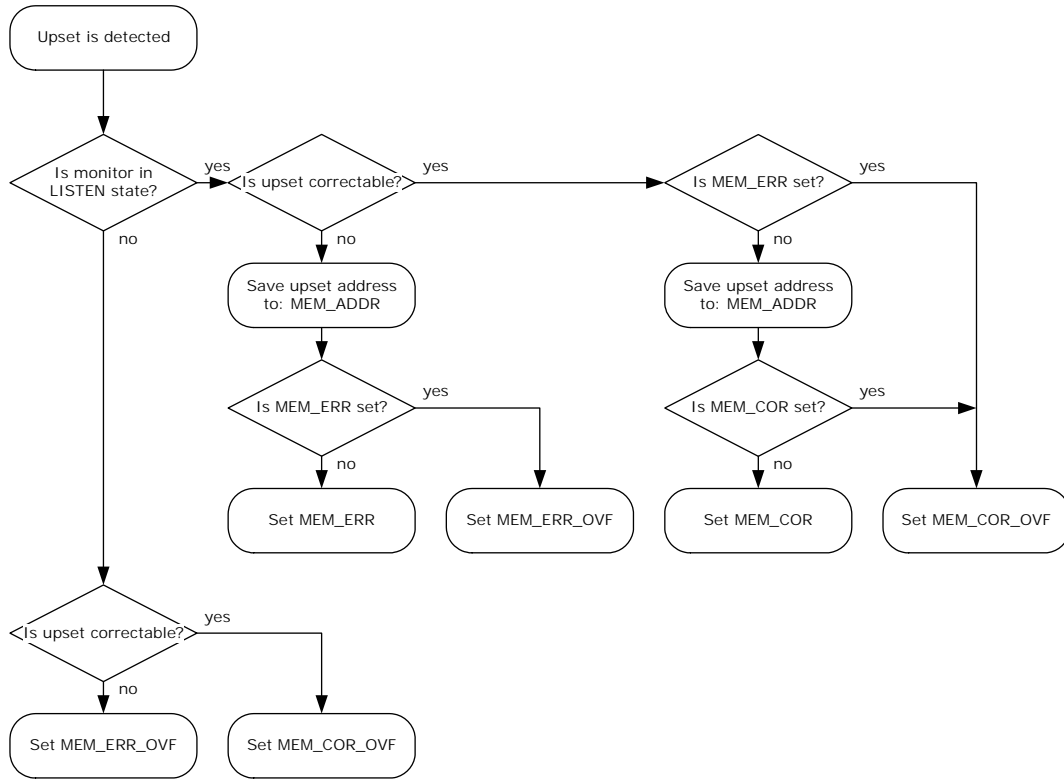 Upset is detected
Is monitor in
LISTEN state?
yes
no
Is upset correctable?
yes
no
Is MEM_ERR set?
yes
no
Save upset address
to: MEM_ADDR
Save upset address
to: MEM_ADDR
Is MEM_ERR set?
yes
no
Is MEM_COR set?
yes
no
Set MEM_ERR
Set MEM_ERR_OVF
Set MEM_COR
Set MEM_COR_OVF
Is upset correctable?
yes
no
Set MEM_ERR_OVF
Set MEM_COR_OVF